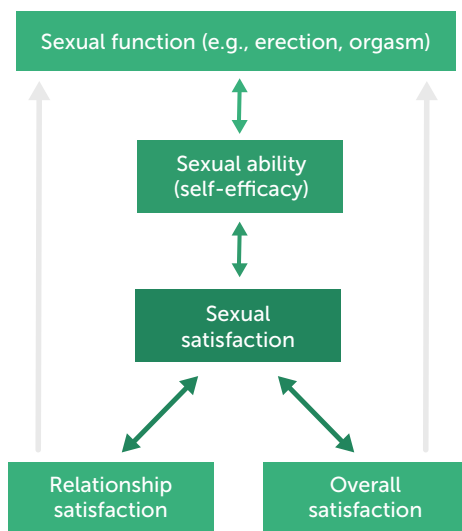 Sexual function (e.g., erection, orgasm)
Sexual ability
(self-efficacy)
Sexual
satisfaction
Relationship
satisfaction
Overall
satisfaction